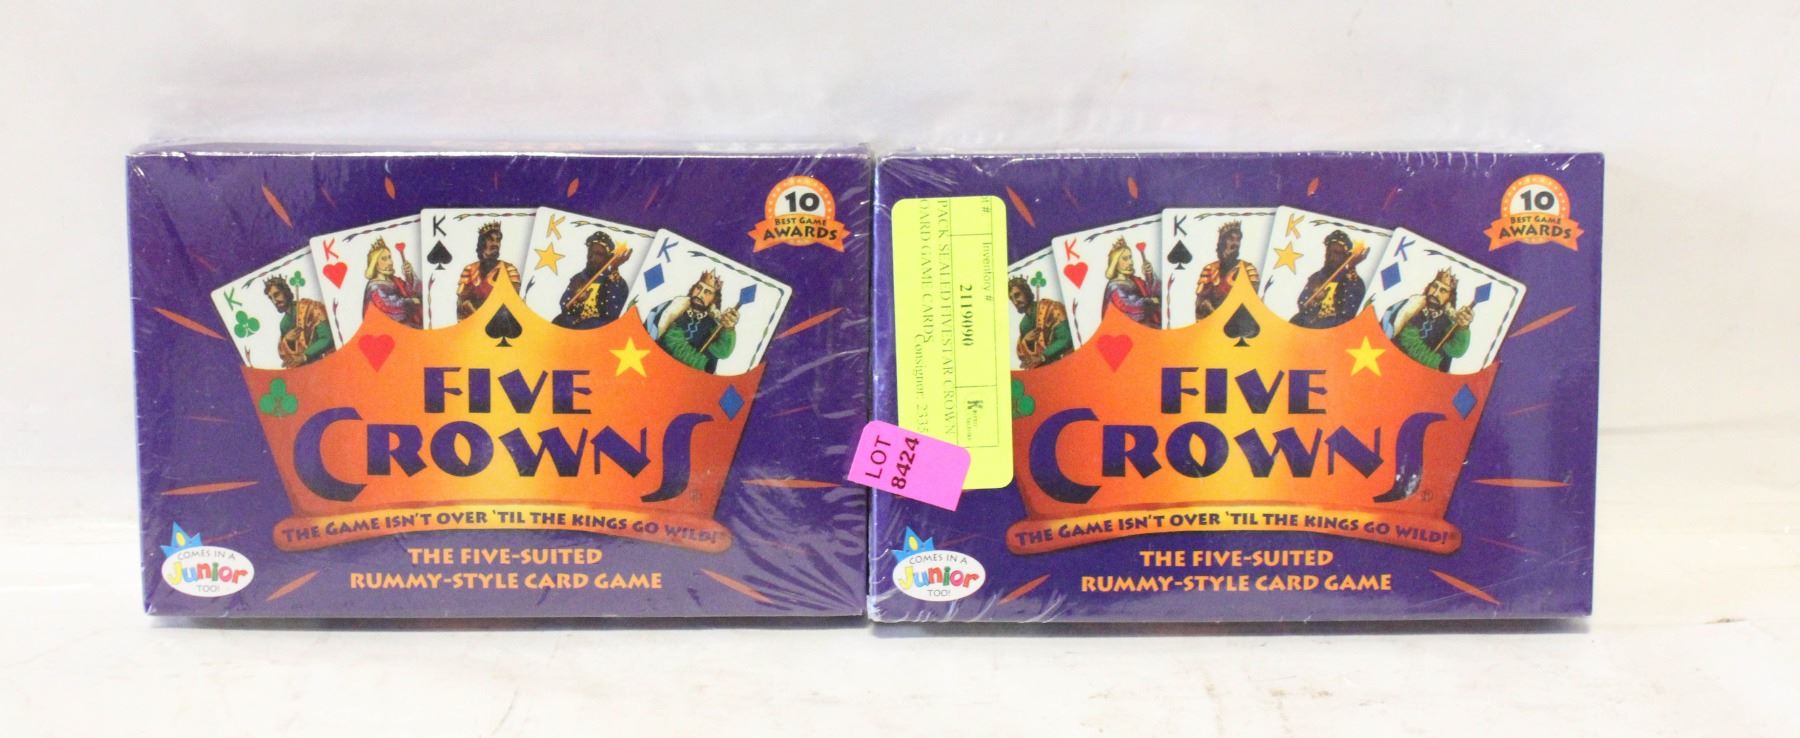 10
BEST GAME
AWARDS
K
K
K
K
K
FIVE
CROWNS
®
THE GAME ISN'T OVER 'TIL THE KINGS GO WILD!
THE FIVE-SUITED
RUMMY-STYLE CARD GAME
COMES IN A
Junior
TOO!
LOT
8424
Inventory #
2119090
PACK SEALED FIVE STAR CROWN
CARD GAME CARDS
Consignor: 2335
10
BEST GAME
AWARDS
K
K
K
K
FIVE
CROWNS
®
THE GAME ISN'T OVER 'TIL THE KINGS GO WILD!
THE FIVE-SUITED
RUMMY-STYLE CARD GAME
COMES IN A
Junior
TOO!